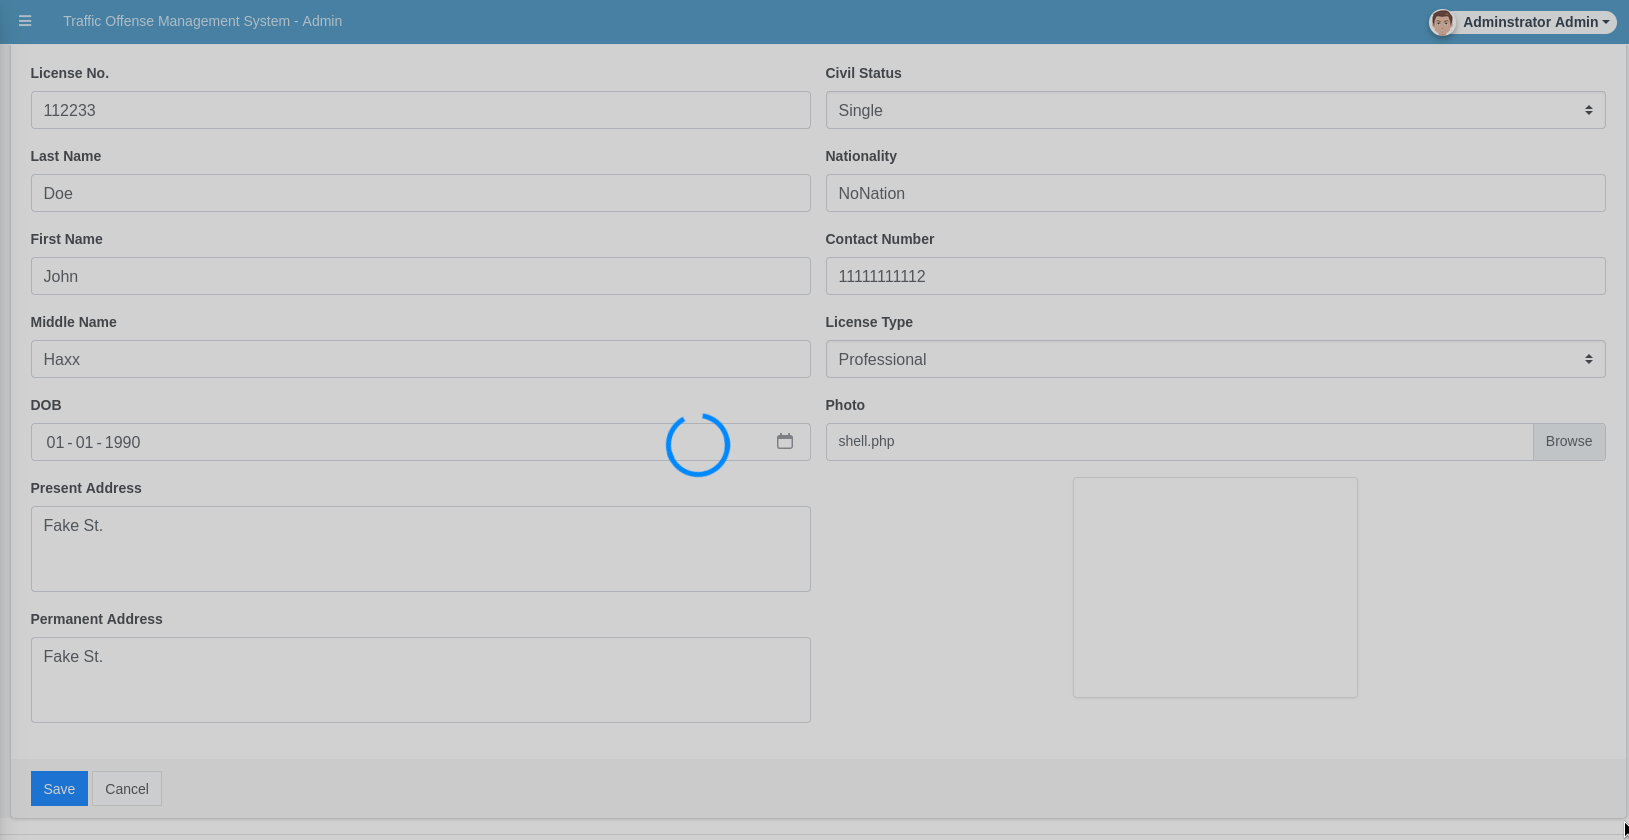 Traffic Offense Management System - Admin
Adminstrator Admin
License No.
112233
Last Name
Doe
First Name
John
Middle Name
Haxx
DOB
01-01-1990
Present Address
Fake St.
Permanent Address
Fake St.
Civil Status
Single
Nationality
NoNation
Contact Number
11111111112
License Type
Professional
Photo
shell.php
Browse
Save
Cancel